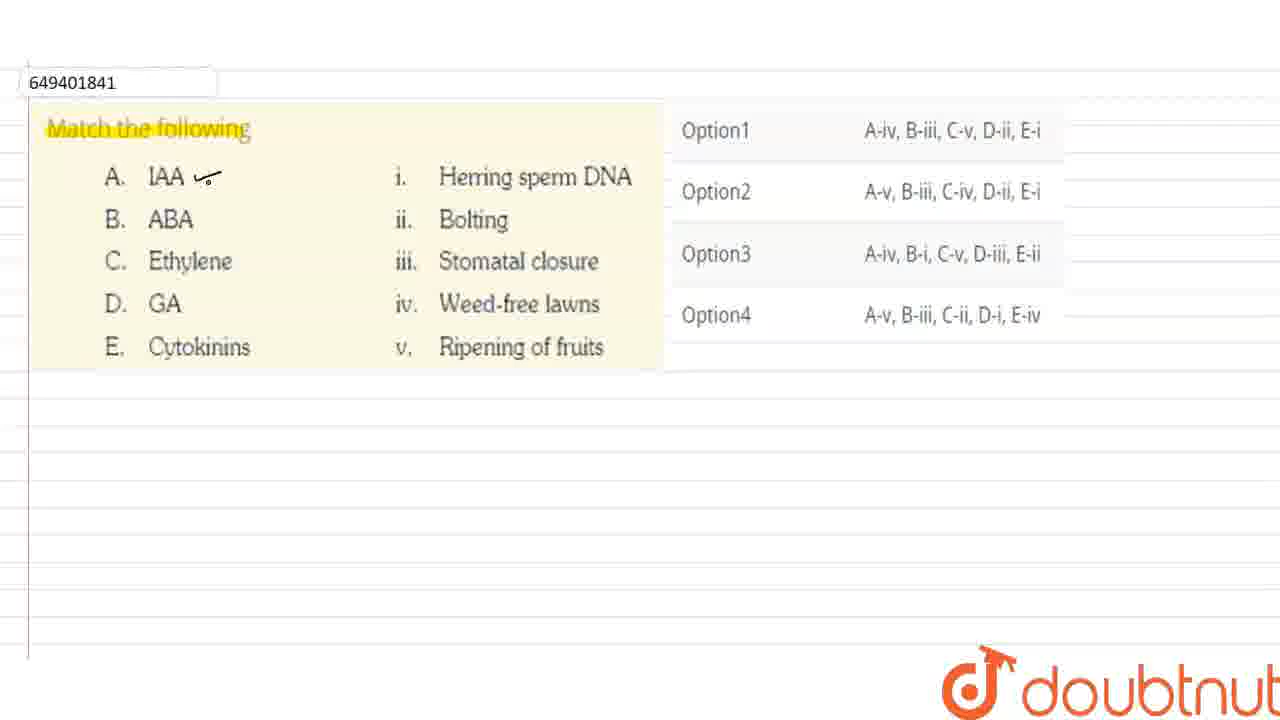 649401841
Match the following
A. IAA i. Herring sperm DNA
B. ABA ii. Bolting
C. Ethylene iii. Stomatal closure
D. GA iv. Weed-free lawns
E. Cytokinins v. Ripening of fruits
Option1 A-iv, B-iii, C-v, D-ii, E-i
Option2 A-v, B-iii, C-iv, D-ii, E-i
Option3 A-iv, B-i, C-v, D-iii, E-ii
Option4 A-v, B-iii, C-ii, D-i, E-iv
doubtnut